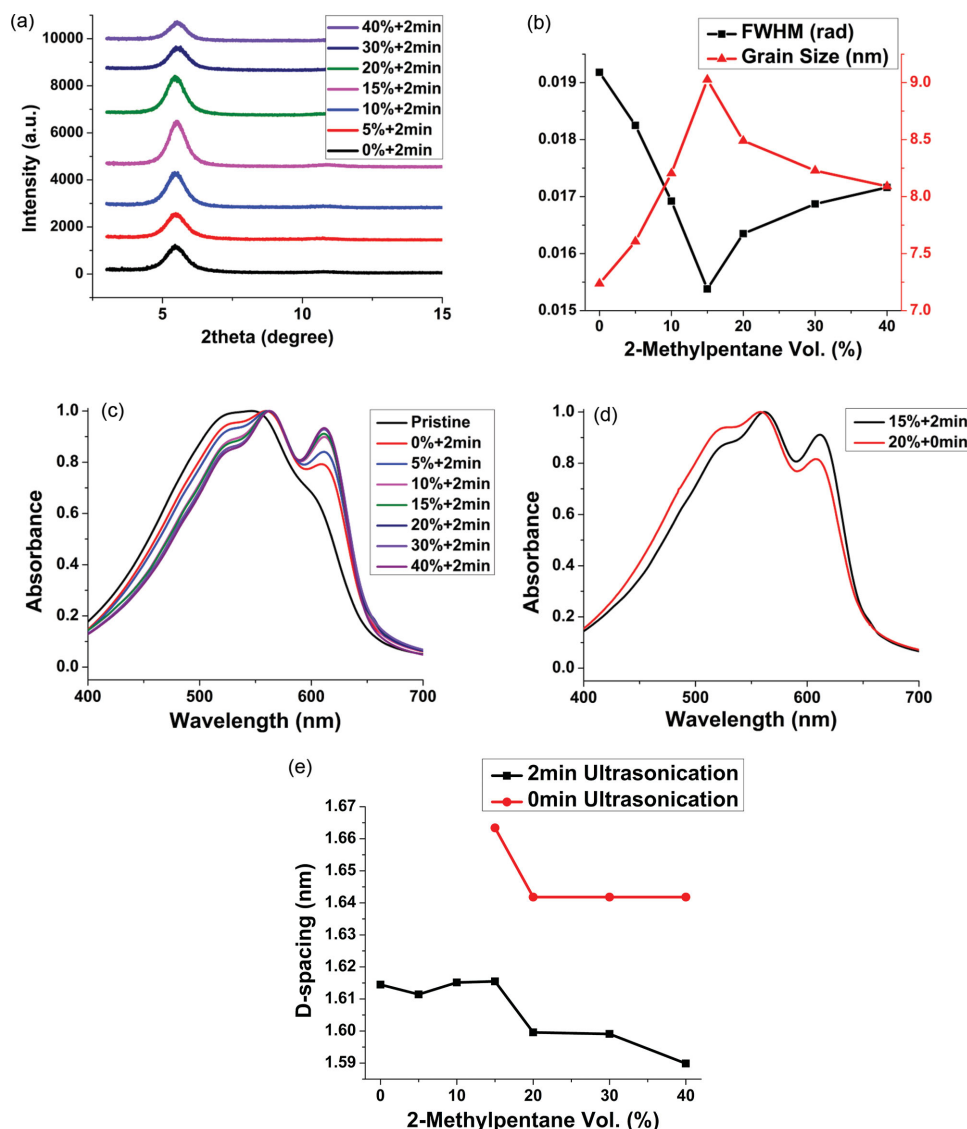 (a)
40%+2min
30%+2min
20%+2min
15%+2min
10%+2min
5%+2min
0%+2min
10000
8000
6000
4000
2000
0
Intensity (a.u.)
5
10
15
2theta (degree)
(b)
FWHM (rad)
Grain Size (nm)
0.019
0.018
0.017
0.016
0.015
9.0
8.5
8.0
7.5
7.0
0
10
20
30
40
2-Methylpentane Vol. (%)
(c)
Pristine
0%+2min
5%+2min
10%+2min
15%+2min
20%+2min
30%+2min
40%+2min
1.0
0.8
0.6
0.4
0.2
0.0
Absorbance
400
500
600
700
Wavelength (nm)
(d)
15%+2min
20%+0min
1.0
0.8
0.6
0.4
0.2
0.0
Absorbance
400
500
600
700
Wavelength (nm)
(e)
2min Ultrasonication
0min Ultrasonication
1.67
1.66
1.65
1.64
1.63
1.62
1.61
1.60
1.59
D-spacing (nm)
0
10
20
30
40
2-Methylpentane Vol. (%)